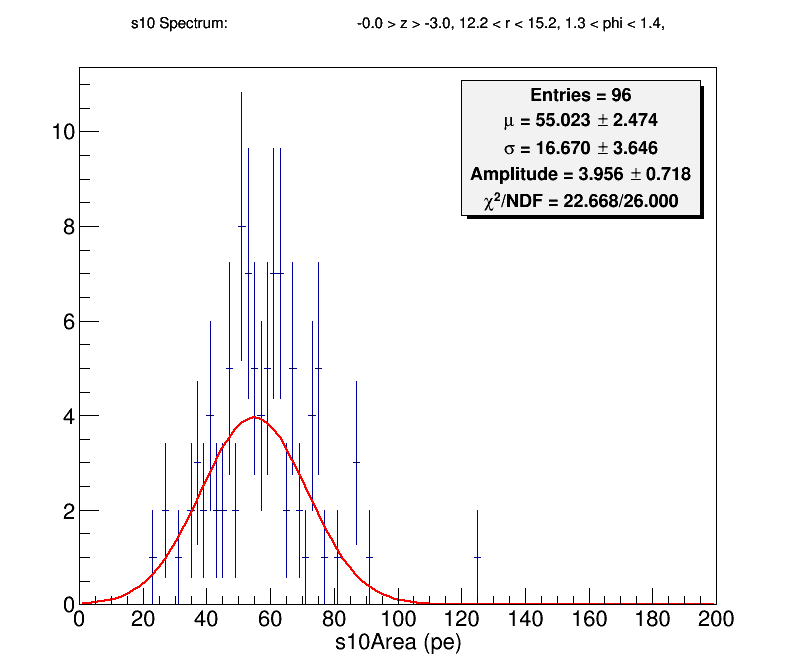 s10 Spectrum: -0.0 > z > -3.0, 12.2 < r < 15.2, 1.3 < phi < 1.4,
Entries = 96
μ = 55.023 ± 2.474
σ = 16.670 ± 3.646
Amplitude = 3.956 ± 0.718
χ²/NDF = 22.668/26.000
10
8
6
4
2
0
0 20 40 60 80 100 120 140 160 180 200
s10Area (pe)